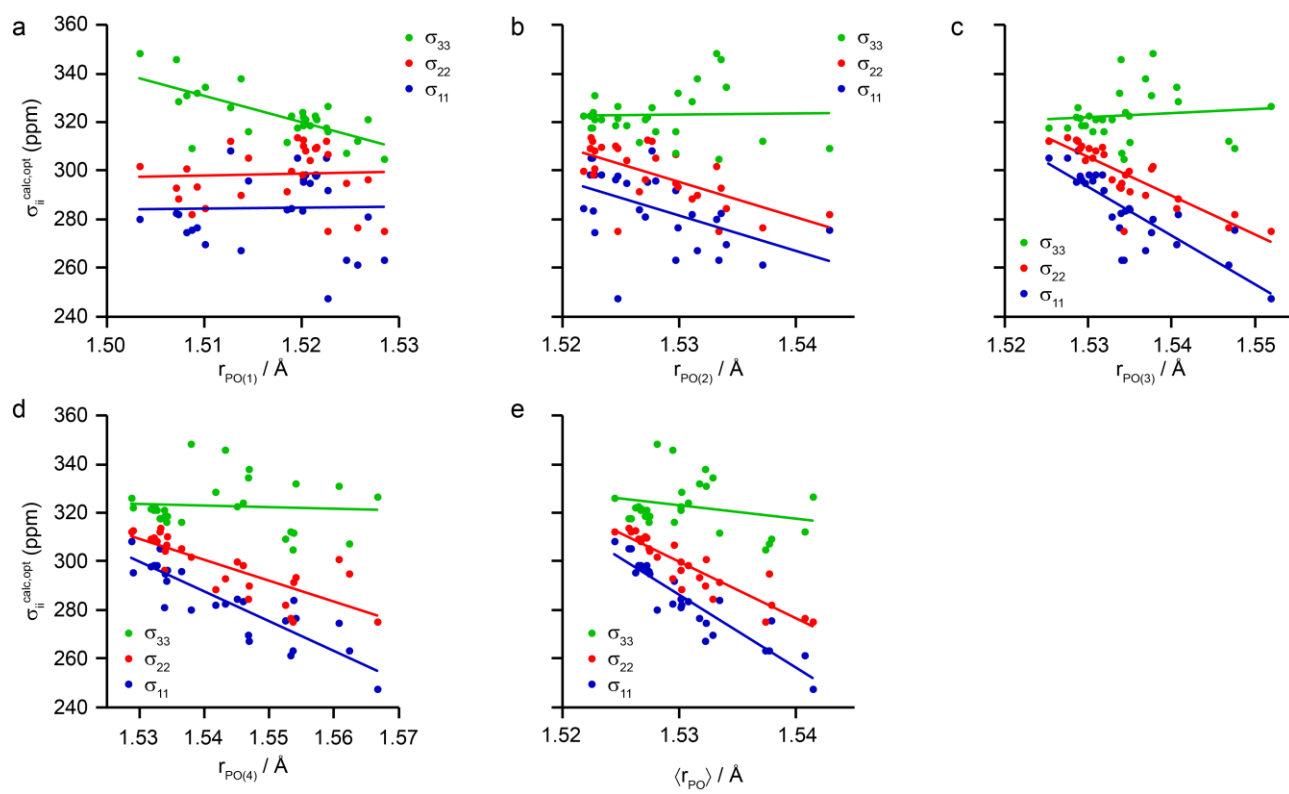 a
360
340
320
300
280
260
240
σ_ii^calc,opt (ppm)
σ₃₃
σ₂₂
σ₁₁
1.50 1.51 1.52 1.53
r_PO(1) / Å
b
σ₃₃
σ₂₂
σ₁₁
1.52 1.53 1.54
r_PO(2) / Å
c
σ₃₃
σ₂₂
σ₁₁
1.52 1.53 1.54 1.55
r_PO(3) / Å
d
360
340
320
300
280
260
240
σ_ii^calc,opt (ppm)
σ₃₃
σ₂₂
σ₁₁
1.53 1.54 1.55 1.56 1.57
r_PO(4) / Å
e
σ₃₃
σ₂₂
σ₁₁
1.52 1.53 1.54
⟨r_PO⟩ / Å